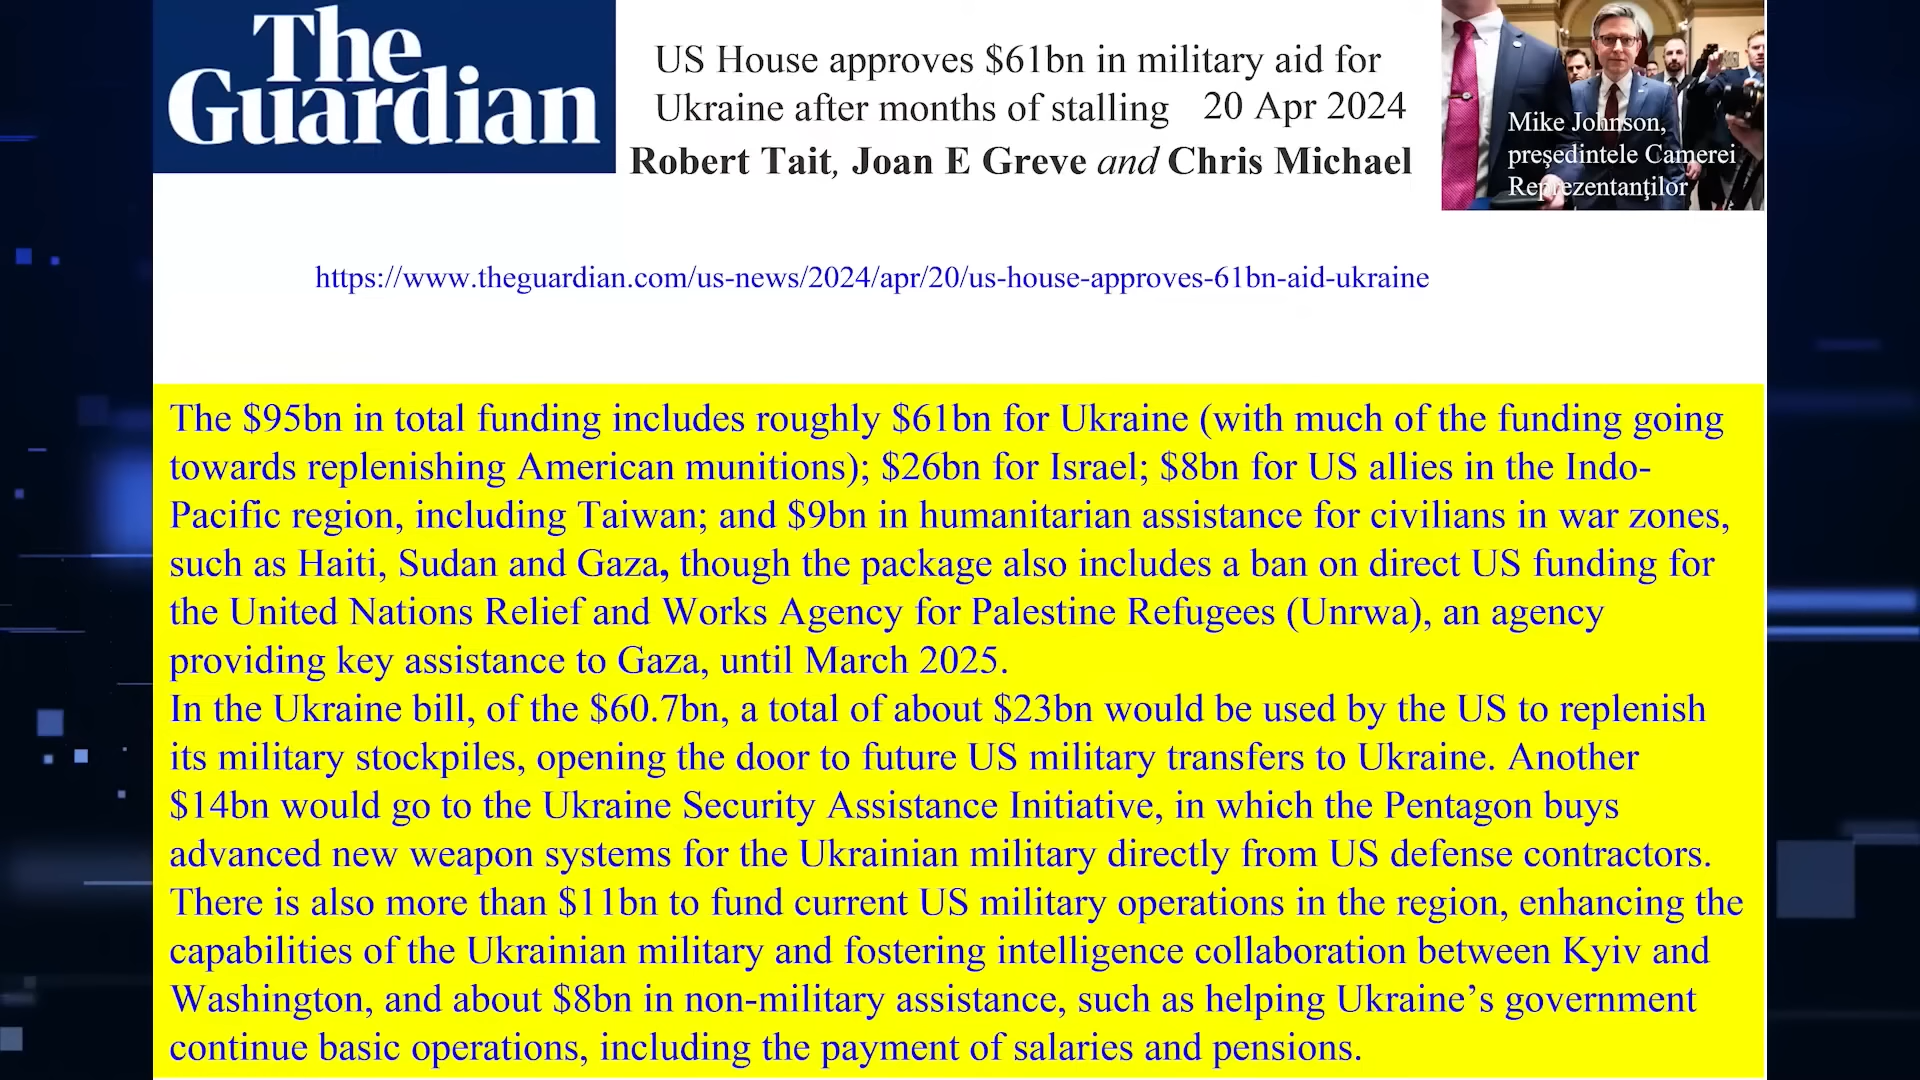 The
Guardian
US House approves $61bn in military aid for
Ukraine after months of stalling 20 Apr 2024
Robert Tait, Joan E Greve and Chris Michael
Mike Johnson,
preşedintele Camerei
Reprezentanţilor
https://www.theguardian.com/us-news/2024/apr/20/us-house-approves-61bn-aid-ukraine
The $95bn in total funding includes roughly $61bn for Ukraine (with much of the funding going
towards replenishing American munitions); $26bn for Israel; $8bn for US allies in the Indo-
Pacific region, including Taiwan; and $9bn in humanitarian assistance for civilians in war zones,
such as Haiti, Sudan and Gaza, though the package also includes a ban on direct US funding for
the United Nations Relief and Works Agency for Palestine Refugees (Unrwa), an agency
providing key assistance to Gaza, until March 2025.
In the Ukraine bill, of the $60.7bn, a total of about $23bn would be used by the US to replenish
its military stockpiles, opening the door to future US military transfers to Ukraine. Another
$14bn would go to the Ukraine Security Assistance Initiative, in which the Pentagon buys
advanced new weapon systems for the Ukrainian military directly from US defense contractors.
There is also more than $11bn to fund current US military operations in the region, enhancing the
capabilities of the Ukrainian military and fostering intelligence collaboration between Kyiv and
Washington, and about $8bn in non-military assistance, such as helping Ukraine’s government
continue basic operations, including the payment of salaries and pensions.